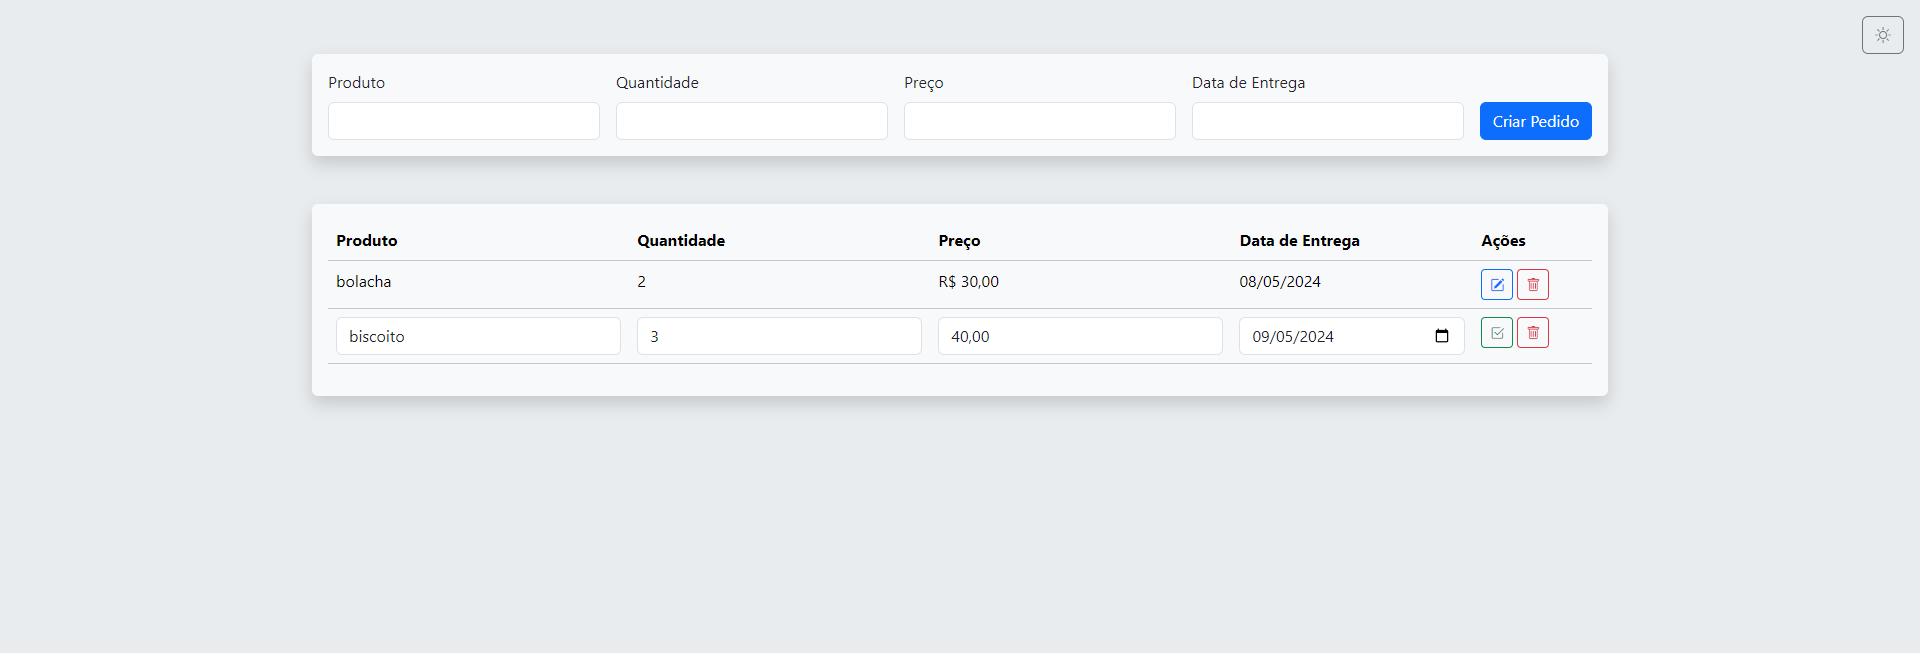 Produto Quantidade Preço Data de Entrega
Criar Pedido
Produto Quantidade Preço Data de Entrega Ações
bolacha 2 R$ 30,00 08/05/2024
biscoito 3 40,00 09/05/2024